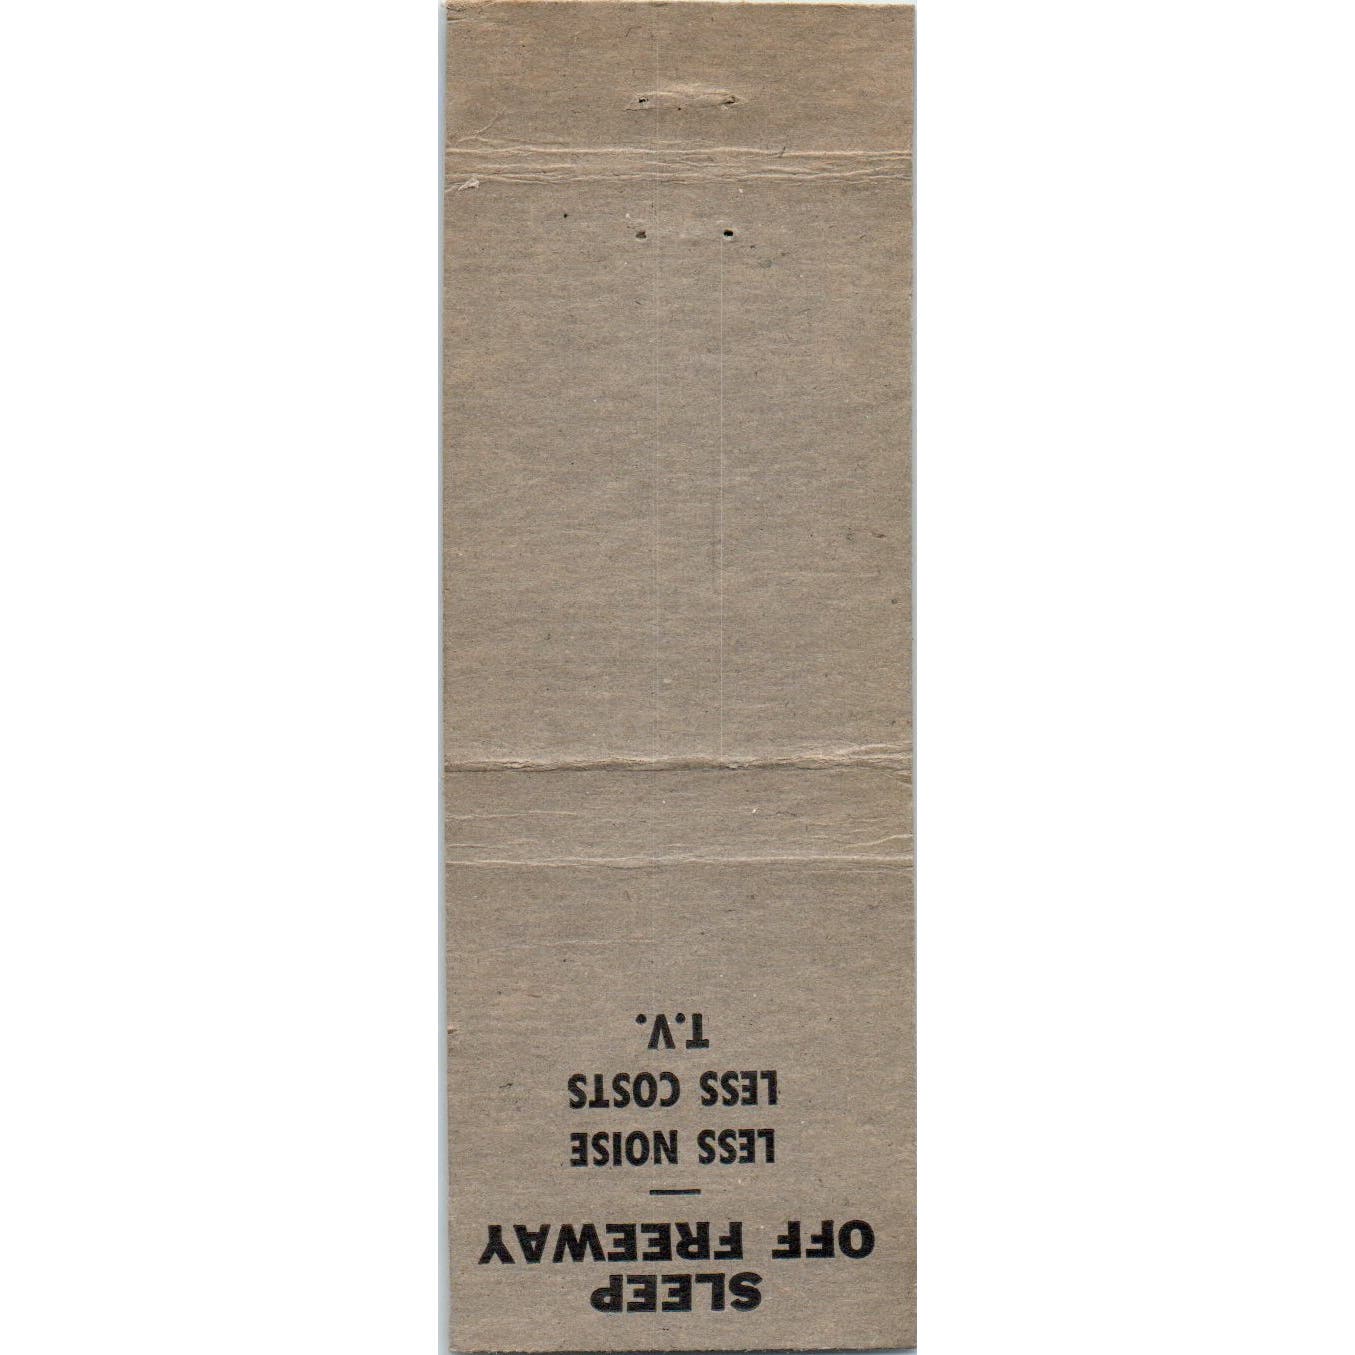 SLEEP
OFF FREEWAY
—
LESS NOISE
LESS COSTS
T.V.